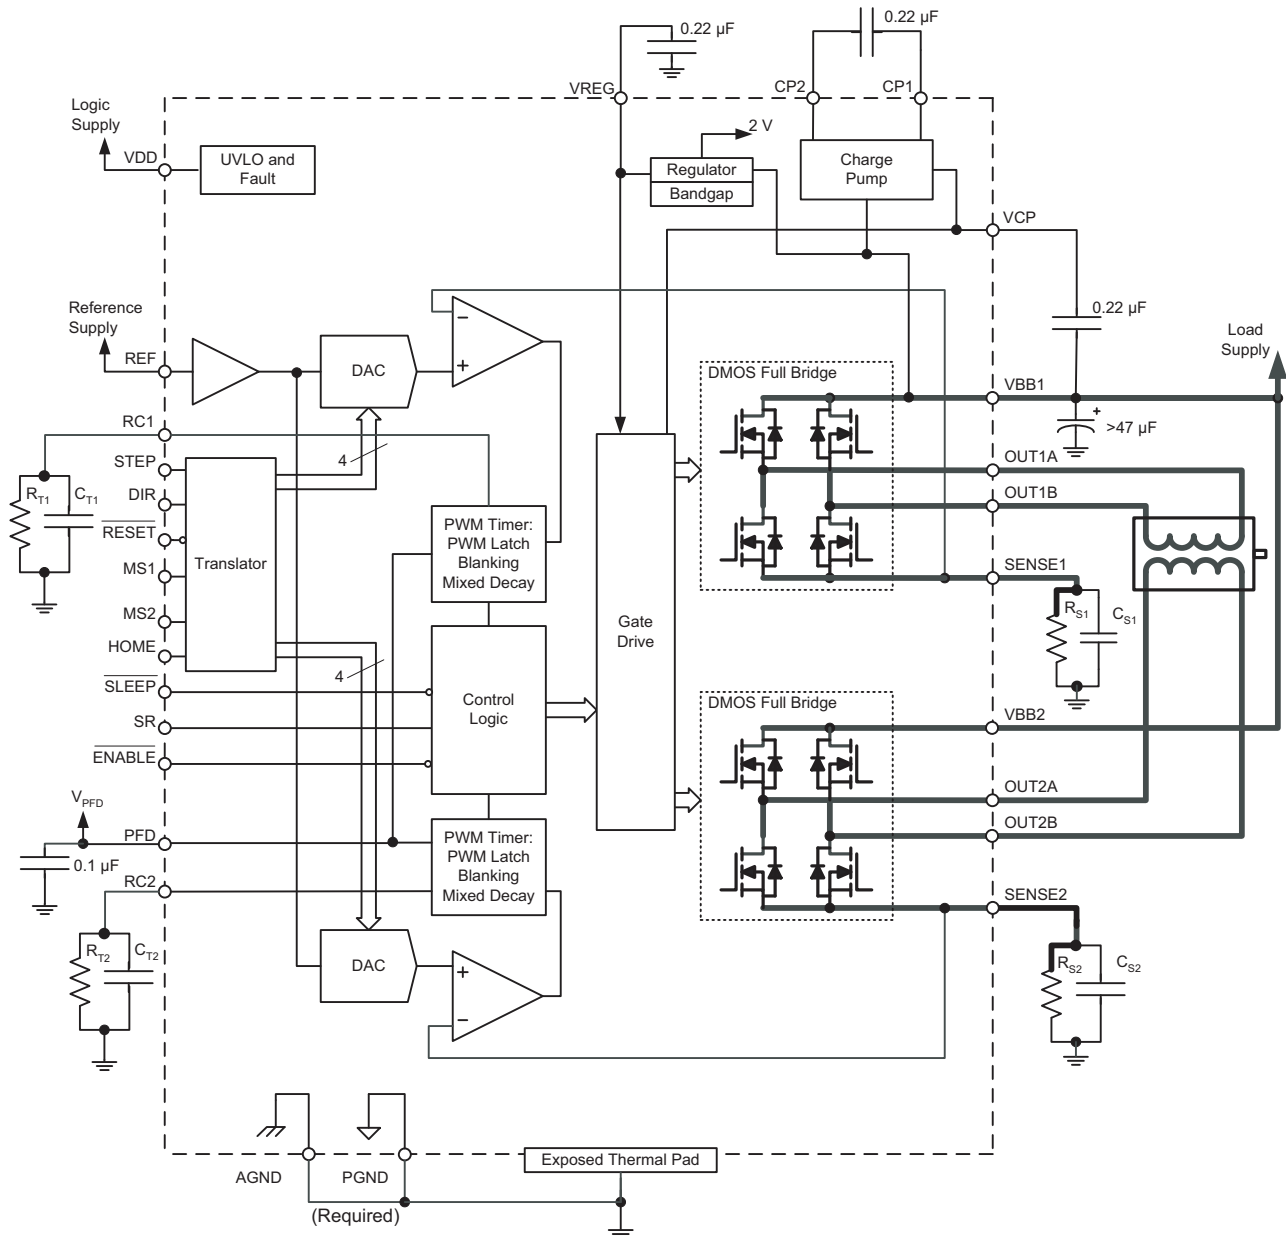 0.22 µF
0.22 µF
VREG
CP2
CP1
Logic
Supply
VDD
UVLO and
Fault
2 V
Regulator
Bandgap
Charge
Pump
VCP
Reference
Supply
REF
DAC
−
+
0.22 µF
Load
Supply
DMOS Full Bridge
VBB1
+
>47 µF
RC1
STEP
DIR
RESET
MS1
MS2
HOME
SLEEP
SR
ENABLE
RT1
CT1
Translator
4
4
PWM Timer:
PWM Latch
Blanking
Mixed Decay
Control
Logic
Gate
Drive
OUT1A
OUT1B
SENSE1
RS1
CS1
DMOS Full Bridge
VBB2
OUT2A
OUT2B
SENSE2
RS2
CS2
VPFD
PFD
0.1 µF
RC2
RT2
CT2
PWM Timer:
PWM Latch
Blanking
Mixed Decay
DAC
+
−
AGND
PGND
Exposed Thermal Pad
(Required)